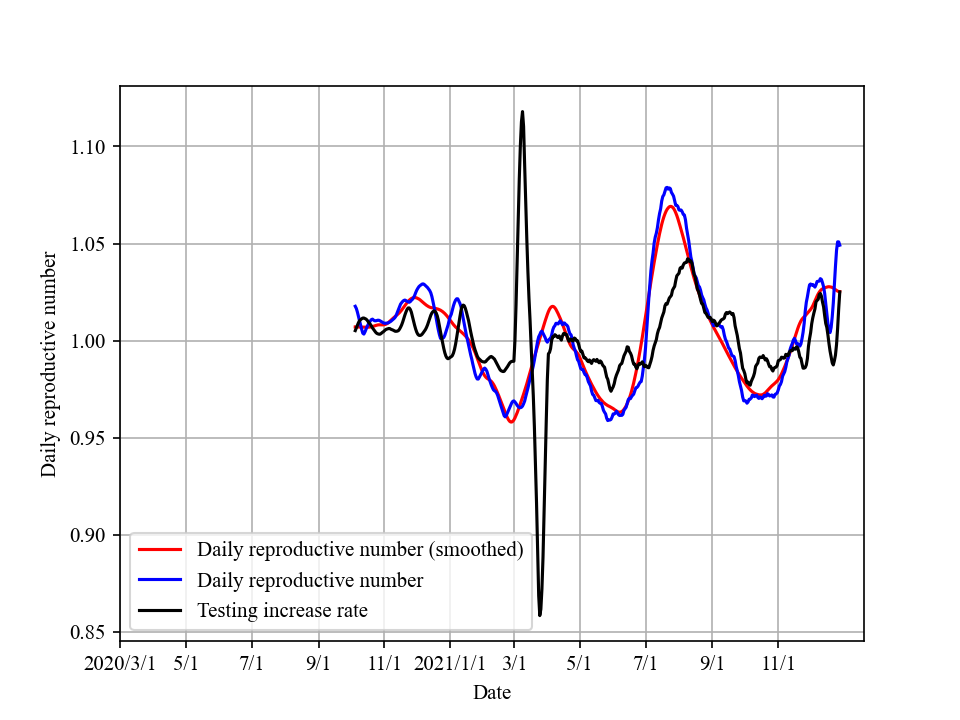 Daily reproductive number
1.10
1.05
1.00
0.95
0.90
0.85
Daily reproductive number (smoothed)
Daily reproductive number
Testing increase rate
2020/3/1 5/1 7/1 9/1 11/1 2021/1/1 3/1 5/1 7/1 9/1 11/1
Date